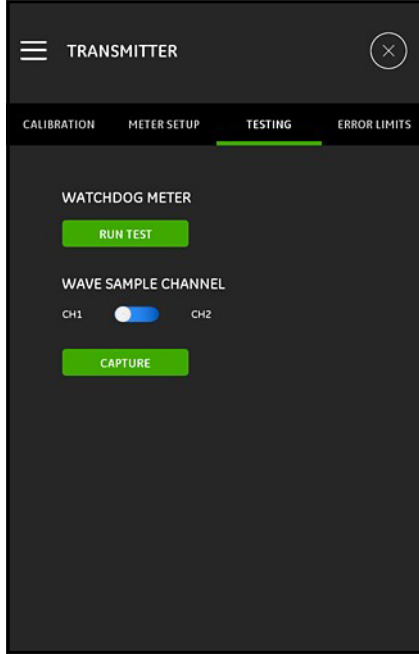 TRANSMITTER
CALIBRATION METER SETUP TESTING ERROR LIMITS
WATCHDOG METER
RUN TEST
WAVE SAMPLE CHANNEL
CH1 CH2
CAPTURE